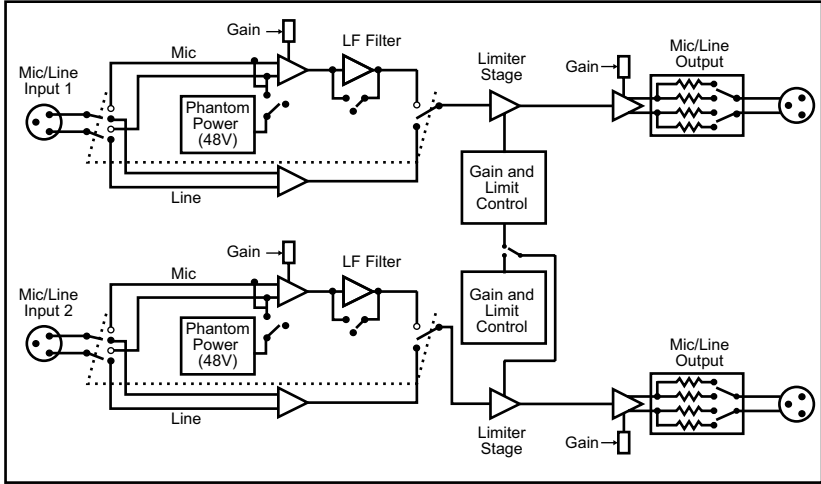 Gain
Mic
LF Filter
Mic/Line
Input 1
Phantom
Power
(48V)
Line
Limiter
Stage
Gain
Mic/Line
Output
Gain and
Limit
Control
Gain
Mic
LF Filter
Mic/Line
Input 2
Phantom
Power
(48V)
Line
Gain and
Limit
Control
Limiter
Stage
Mic/Line
Output
Gain